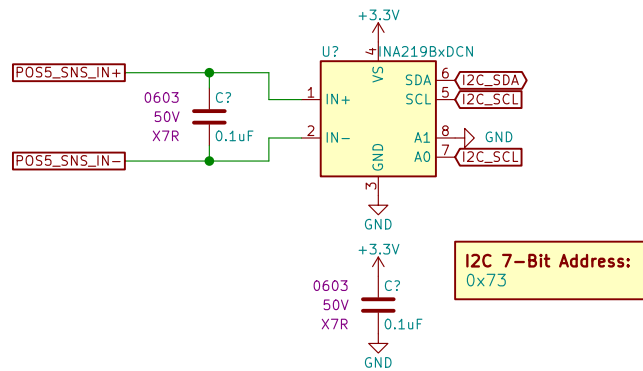 +3.3V
U? INA219BxDCN
4
VS
POS5_SNS_IN+
0603 C?
50V
X7R 0.1uF
POS5_SNS_IN-
1 IN+
2 IN-
SDA 6 I2C_SDA
SCL 5 I2C_SCL
A1 8 GND
A0 7 I2C_SCL
GND
3
GND
+3.3V
0603 C?
50V
X7R 0.1uF
GND
I2C 7-Bit Address:
0x73